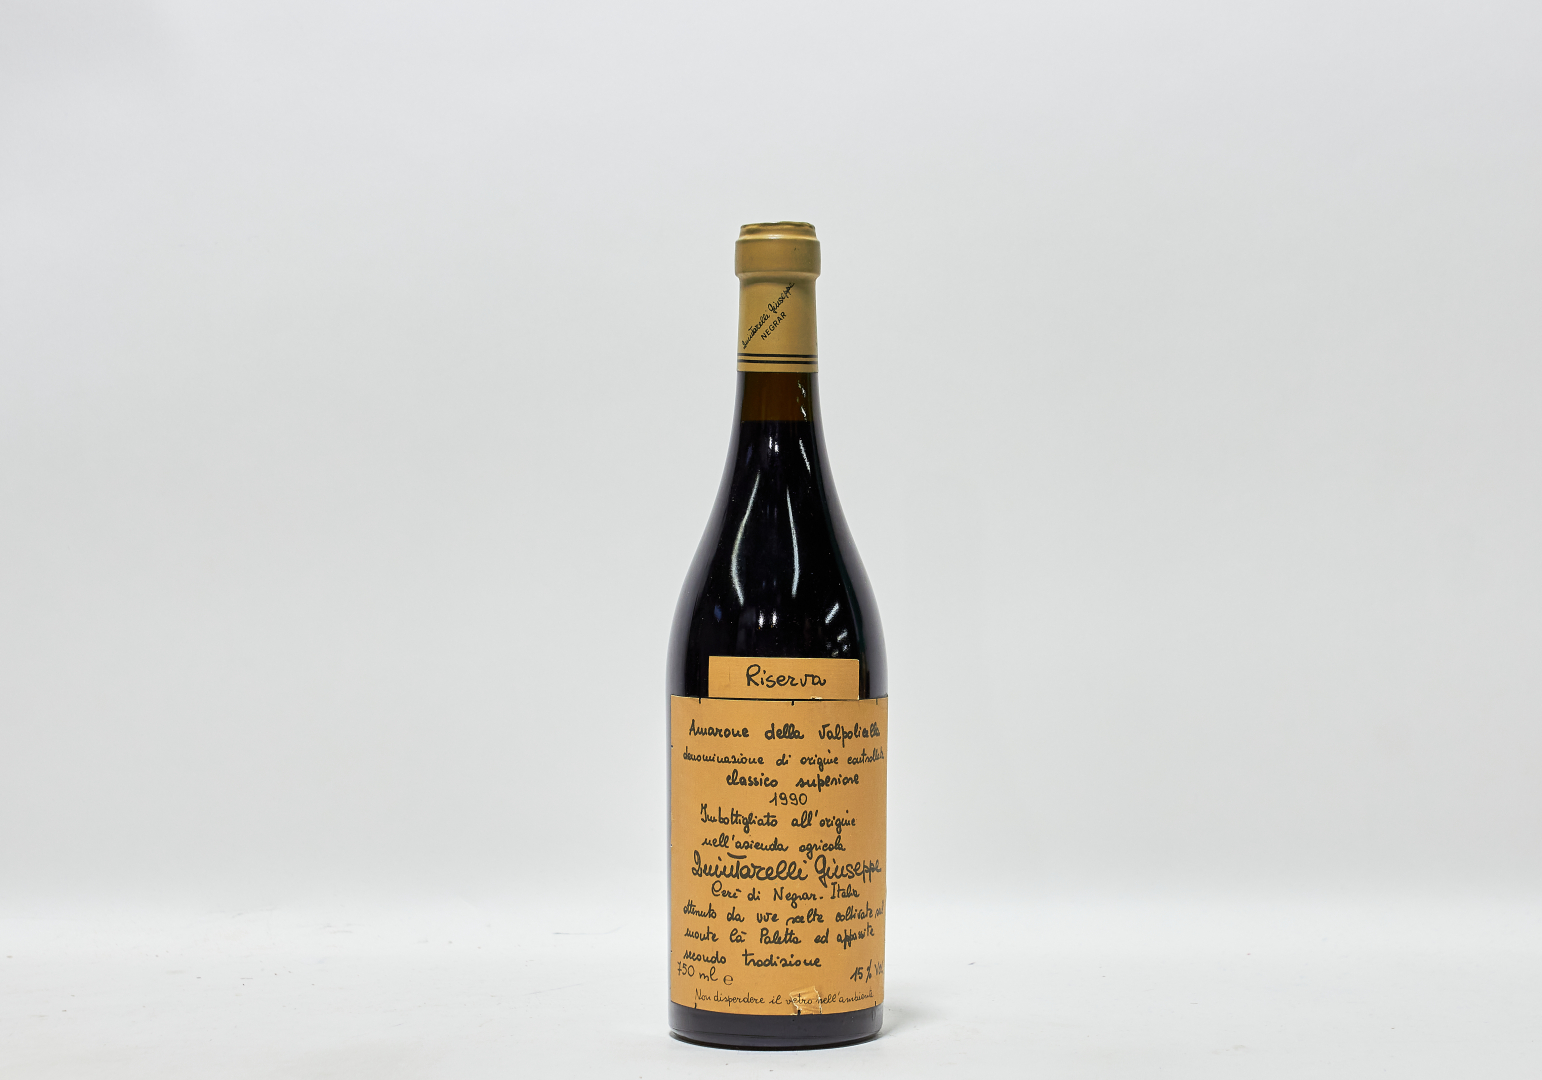 Quintarelli Giuseppe
NEGRAR
Riserva
Amarone della Valpolicella
denominazione di origine controllata
classico superiore
1990
Imbottigliato all'origine
nell'azienda agricola
Quintarelli Giuseppe
Cerè di Negrar - Italia
ottenuto da uve scelte coltivate sul
monte Cà Paletta ed appassite
secondo tradizione
750 ml e
15 % Vol
Non disperdere il vetro nell'ambiente